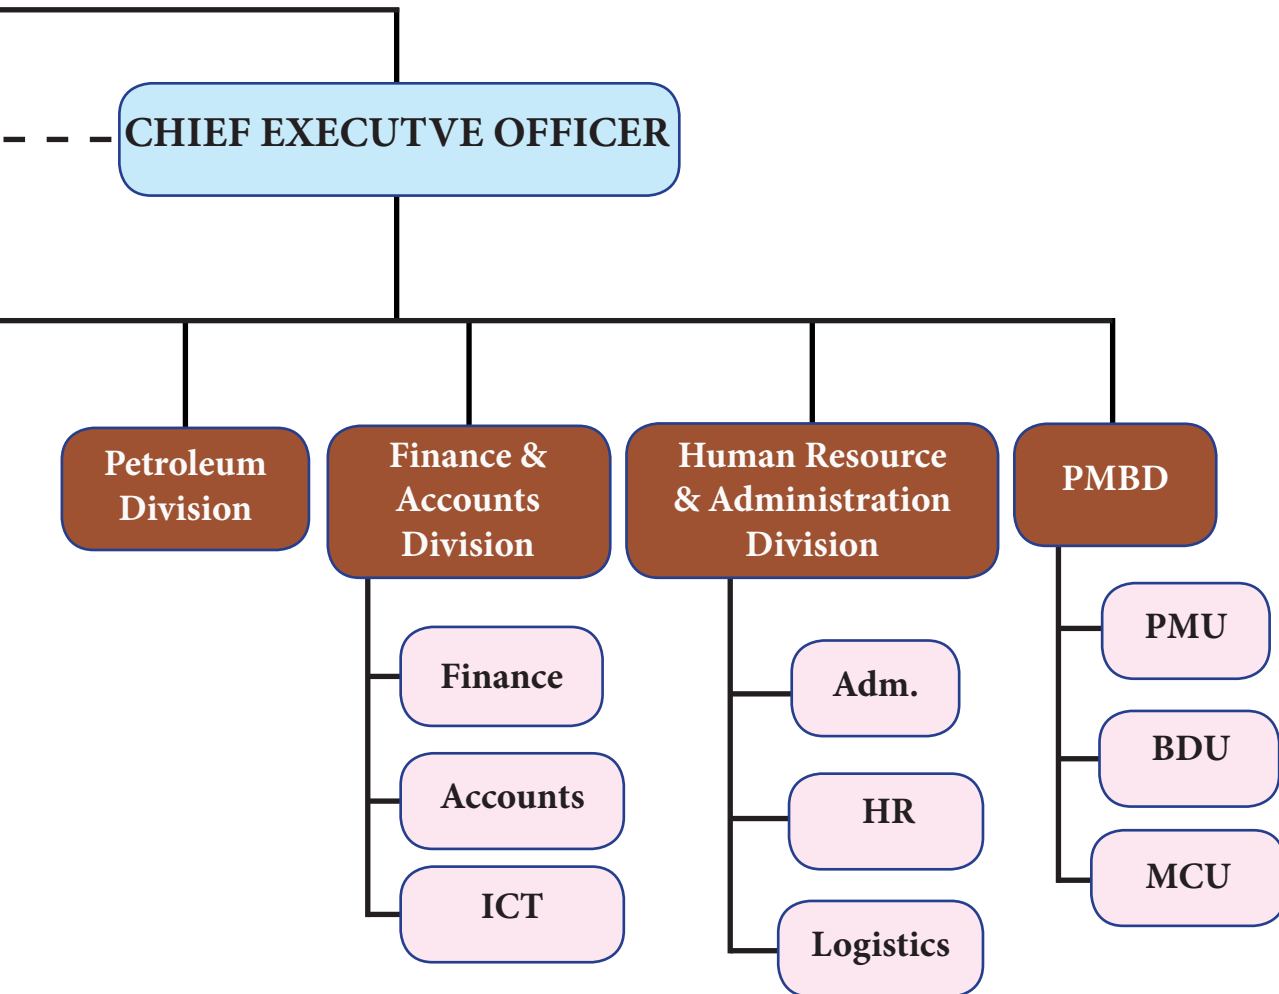 CHIEF EXECUTVE OFFICER
Petroleum
Division
Finance &
Accounts
Division
Human Resource
& Administration
Division
PMBD
Finance
Accounts
ICT
Adm.
HR
Logistics
PMU
BDU
MCU